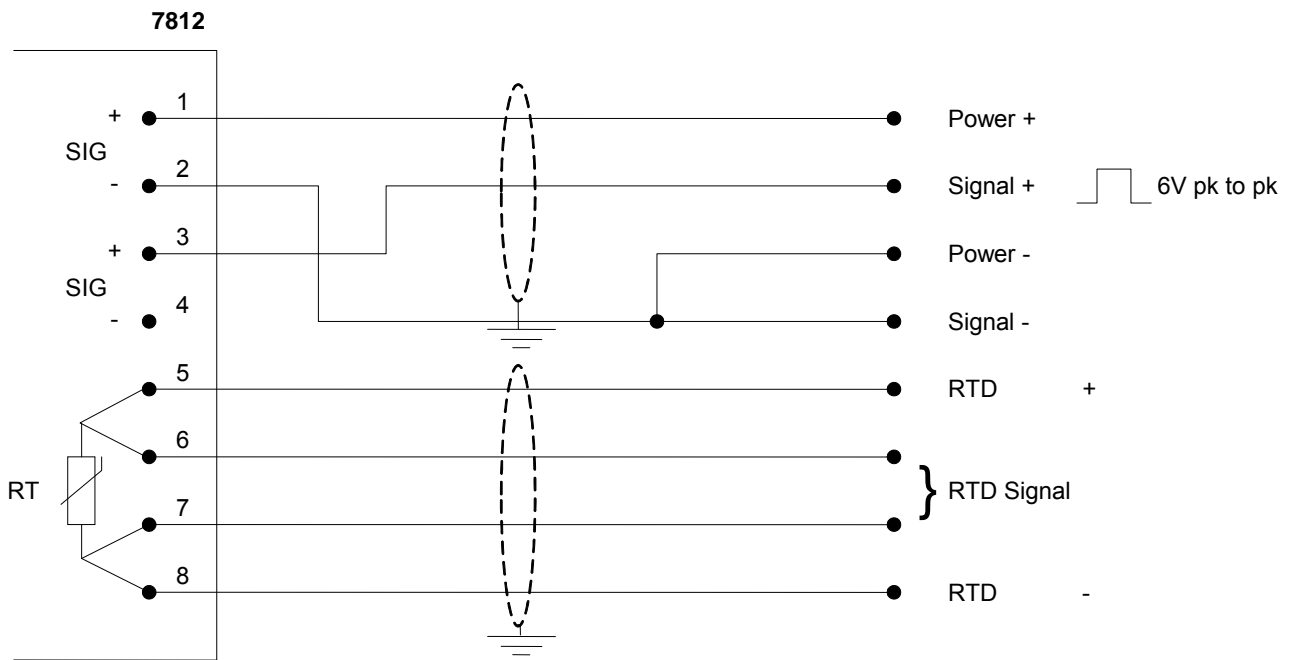 7812
1
+
Power +
SIG
2
-
Signal +
6V pk to pk
3
+
Power -
SIG
4
-
Signal -
5
RTD +
6
RT
} RTD Signal
7
8
RTD -